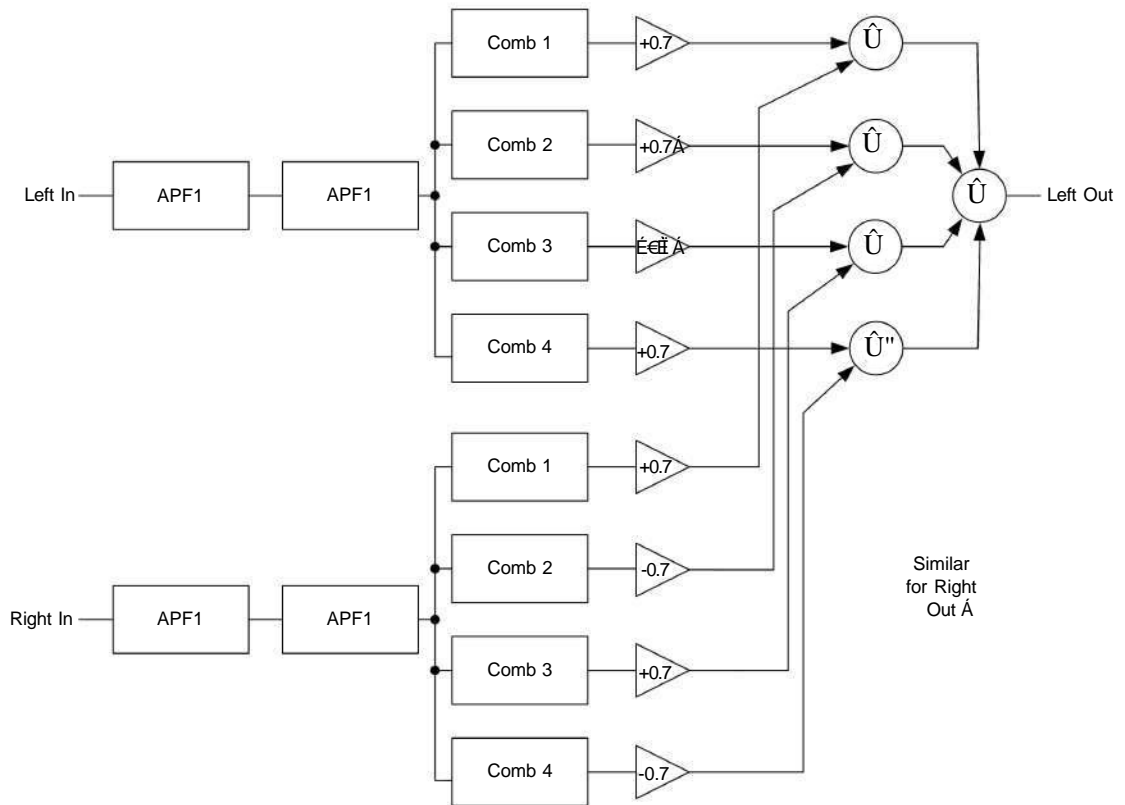 Comb 1
+0.7
Û
Comb 2
+0.7Á
Û
Left In
APF1
APF1
Û
Left Out
Comb 3
Û
Comb 4
+0.7
Û"
Comb 1
+0.7
Comb 2
-0.7
Similar
for Right
Out Á
Right In
APF1
APF1
Comb 3
+0.7
Comb 4
-0.7